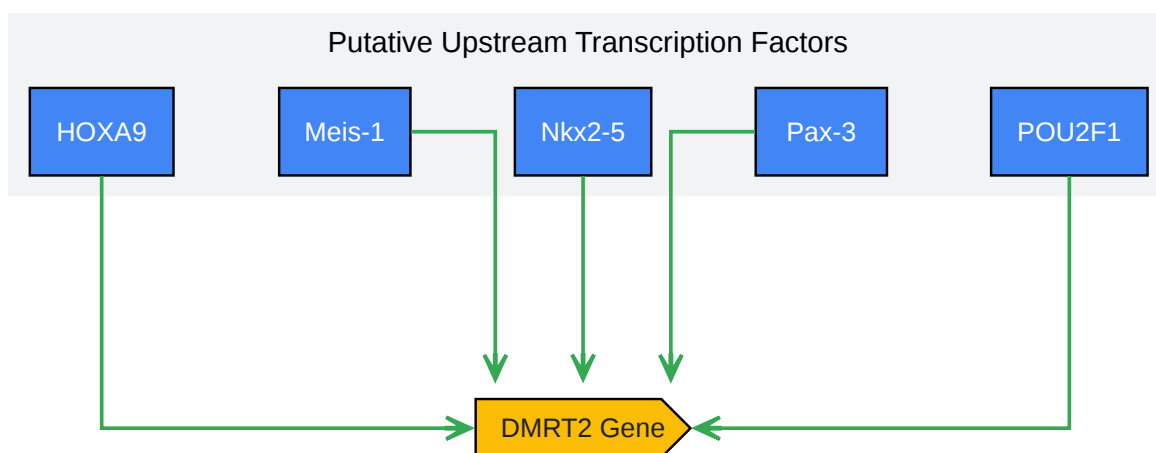 Putative Upstream Transcription Factors
HOXA9
Meis-1
Nkx2-5
Pax-3
POU2F1
DMRT2 Gene